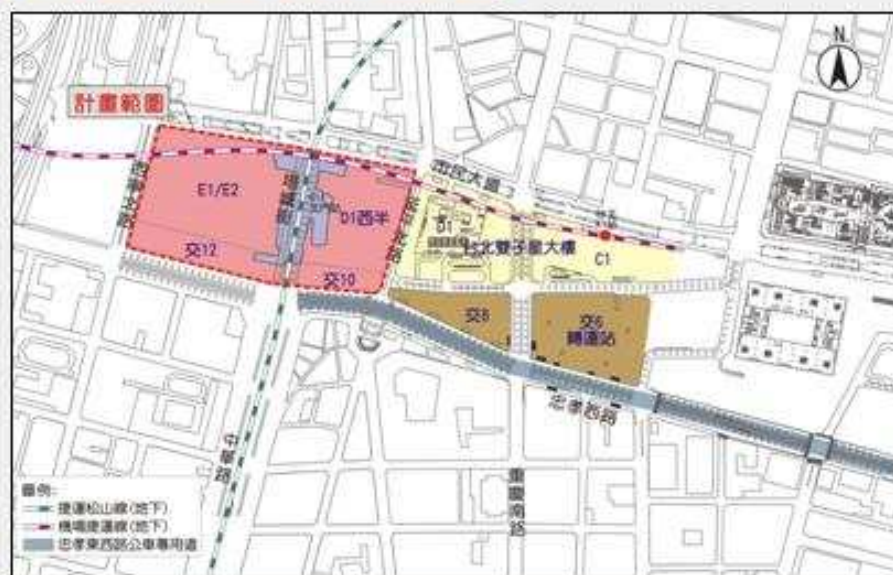 N
計畫範圍
市民大道
E1/E2
D1西半
D1
台北雙子星大樓
C1
交12
交10
交8
交6
轉運站
忠孝西路
重慶南路
圖例:
捷運松山線(地下)
機場捷運線(地下)
忠孝東西路公車專用道